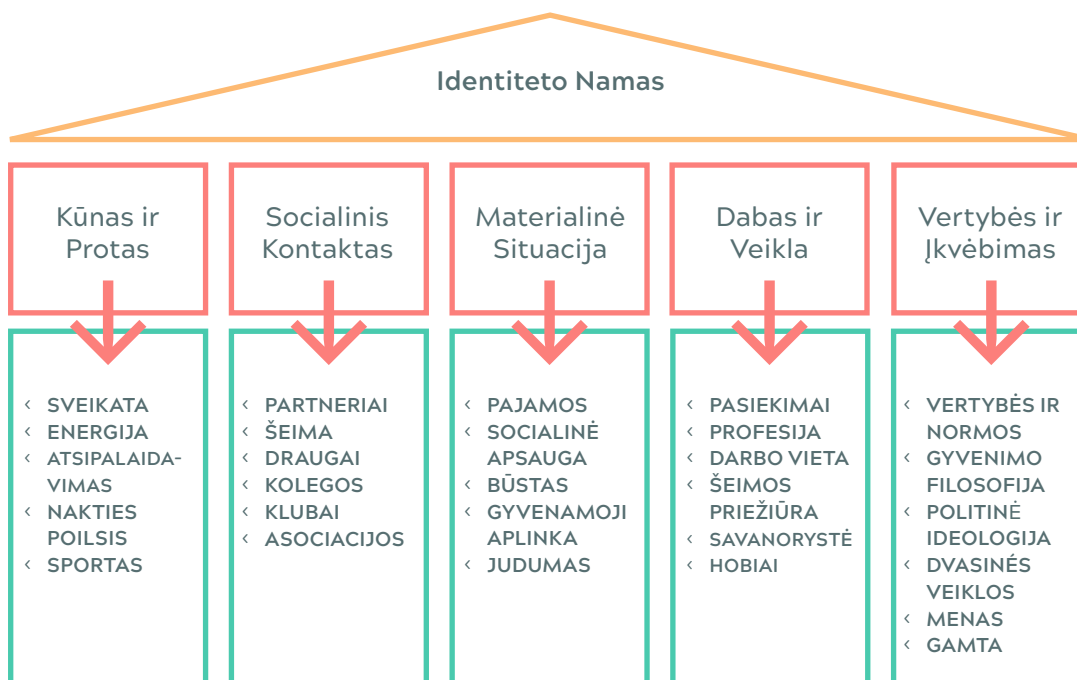 Identiteto Namas
Kūnas ir
Protas
Socialinis
Kontaktas
Materialinė
Situacija
Dabas ir
Veikla
Vertybės ir
Įkvėbimas
‹ SVEIKATA
‹ ENERGIJA
‹ ATSIPALAIDA-
VIMAS
‹ NAKTIES
POILSIS
‹ SPORTAS
‹ PARTNERIAI
‹ ŠEIMA
‹ DRAUGAI
‹ KOLEGOS
‹ KLUBAI
‹ ASOCIACIJOS
‹ PAJAMOS
‹ SOCIALINĖ
APSAUGA
‹ BŪSTAS
‹ GYVENAMOJI
APLINKA
‹ JUDUMAS
‹ PASIEKIMAI
‹ PROFESIJA
‹ DARBO VIETA
‹ ŠEIMOS
PRIEŽIŪRA
‹ SAVANORYSTĖ
‹ HOBIAI
‹ VERTYBĖS IR
NORMOS
‹ GYVENIMO
FILOSOFIJA
‹ POLITINĖ
IDEOLOGIJA
‹ DVASINÉS
VEIKLOS
‹ MENAS
‹ GAMTA